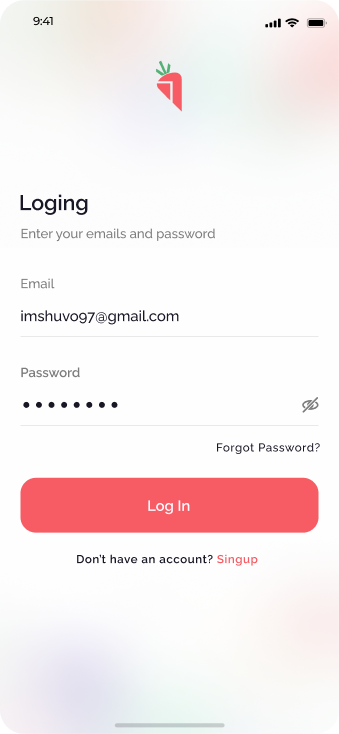 9:41
Loging
Enter your emails and password
Email
imshuvo97@gmail.com
Password
Forgot Password?
Log In
Don't have an account? Singup